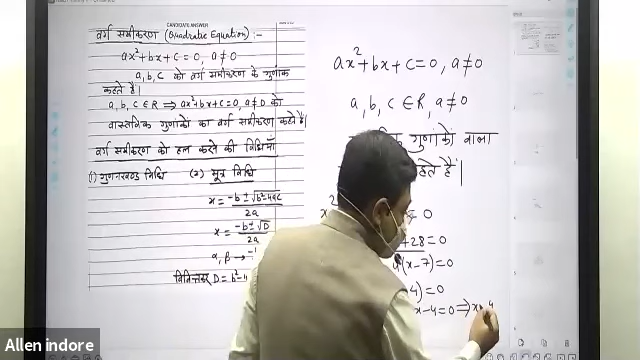 CANDIDATE ANSWER
वर्ग समीकरण (Quadratic Equation) :-
ax²+bx+c=0, a≠0
a, b, c को वर्ग समीकरण के गुणांक
कहते हैं।
a, b, c ∈ R ⇒ ax²+bx+c=0, a≠0 को
वास्तविक गुणांकों का वर्ग समीकरण कहते हैं।
वर्ग समीकरण को हल करने की विधियाँ
(1) गुणनखण्ड विधि (2) सूत्र विधि
x = (-b ± √(b²-4ac))/2a
x = (-b ± √D)/2a
α, β →
विविक्तकर D = b²-4
ax²+bx+c=0, a≠0
a, b, c ∈ R, a≠0
गुणांकों वाला
कहते हैं।
= 0
+28=0
(x-7)=0
4)=0
x-4=0 ⇒ x 4
Allen indore